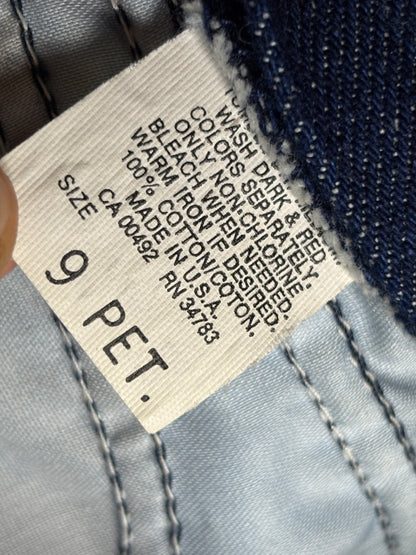 WASH DARK & RED
COLORS SEPARATELY.
ONLY NON-CHLORINE
BLEACH WHEN NEEDED.
WARM IRON IF DESIRED.
100% COTTON/COTON.
MADE IN U.S.A.
CA 00492 RN 34783
SIZE
9 PET.